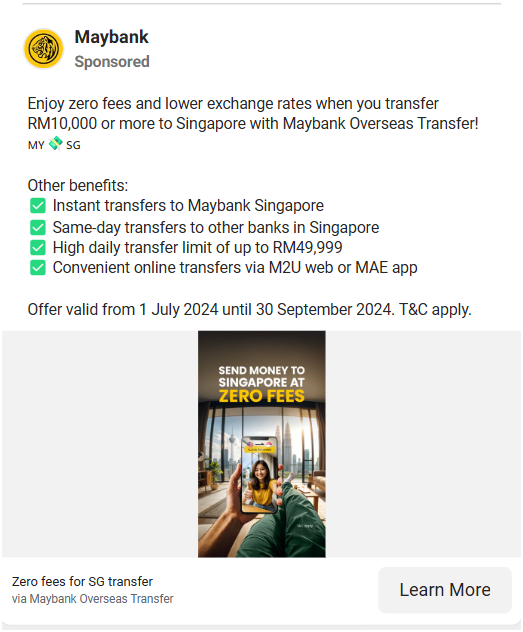 Maybank
Sponsored
Enjoy zero fees and lower exchange rates when you transfer
RM10,000 or more to Singapore with Maybank Overseas Transfer!
MY 💸 SG
Other benefits:
✅ Instant transfers to Maybank Singapore
✅ Same-day transfers to other banks in Singapore
✅ High daily transfer limit of up to RM49,999
✅ Convenient online transfers via M2U web or MAE app
Offer valid from 1 July 2024 until 30 September 2024. T&C apply.
SEND MONEY TO
SINGAPORE AT
ZERO FEES
Zero fees for SG transfer
via Maybank Overseas Transfer
Learn More